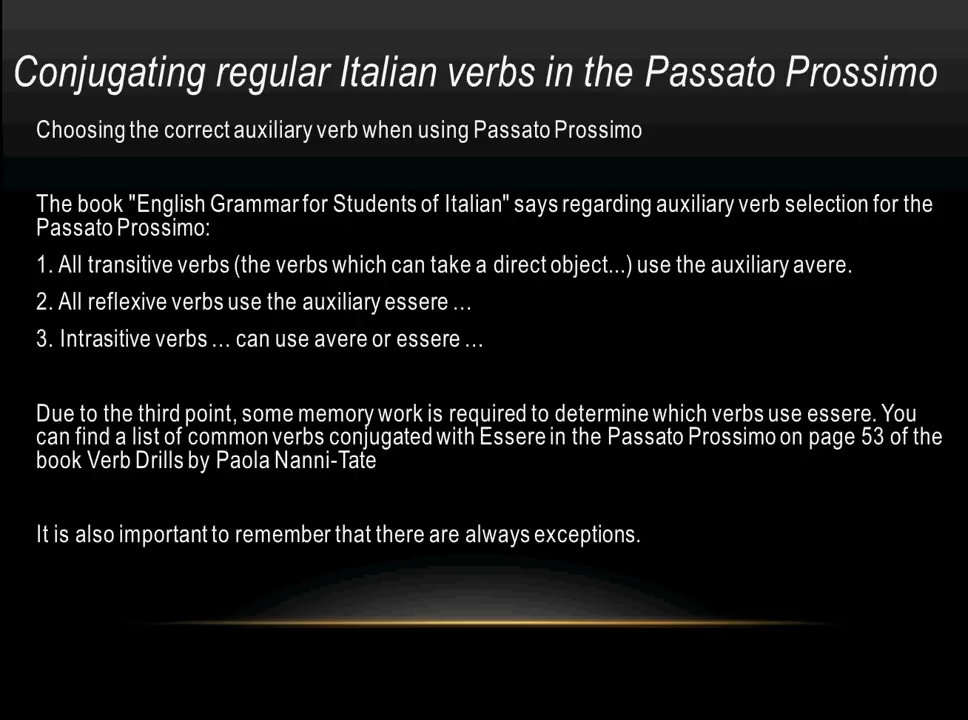 Conjugating regular Italian verbs in the Passato Prossimo
Choosing the correct auxiliary verb when using Passato Prossimo
The book "English Grammar for Students of Italian" says regarding auxiliary verb selection for the
Passato Prossimo:
1. All transitive verbs (the verbs which can take a direct object...) use the auxiliary avere.
2. All reflexive verbs use the auxiliary essere …
3. Intrasitive verbs … can use avere or essere …
Due to the third point, some memory work is required to determine which verbs use essere. You
can find a list of common verbs conjugated with Essere in the Passato Prossimo on page 53 of the
book Verb Drills by Paola Nanni-Tate
It is also important to remember that there are always exceptions.